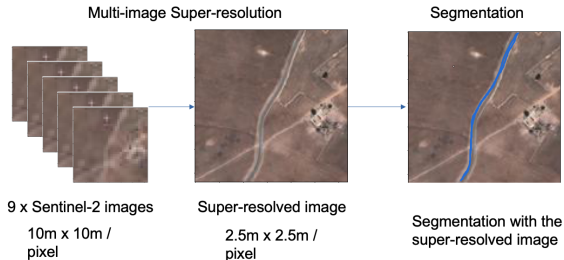 Multi-image Super-resolution
Segmentation
9 x Sentinel-2 images
10m x 10m /
pixel
Super-resolved image
2.5m x 2.5m /
pixel
Segmentation with the
super-resolved image